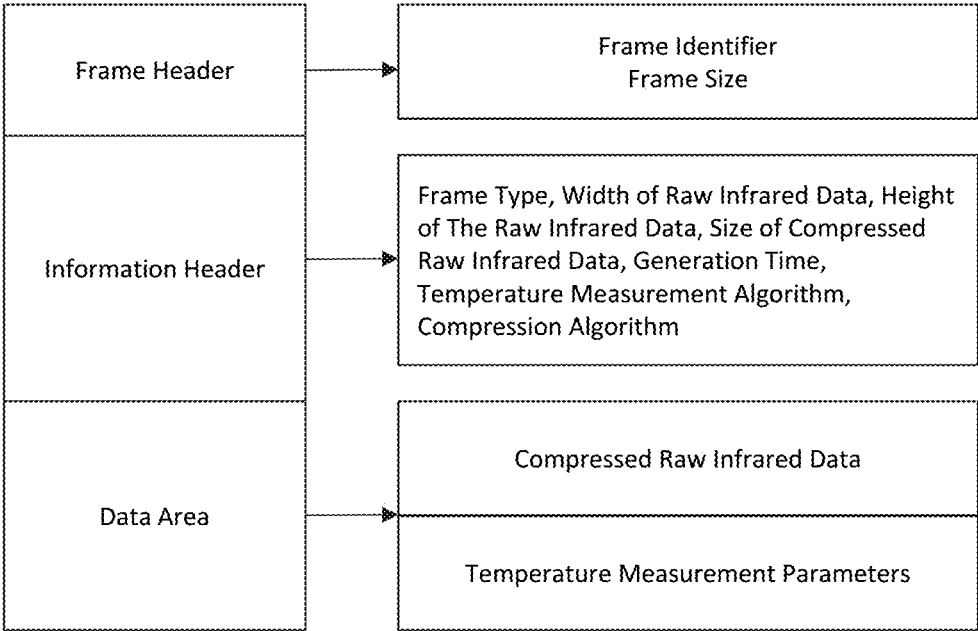 Frame Header
Frame Identifier
Frame Size
Information Header
Frame Type, Width of Raw Infrared Data, Height
of The Raw Infrared Data, Size of Compressed
Raw Infrared Data, Generation Time,
Temperature Measurement Algorithm,
Compression Algorithm
Data Area
Compressed Raw Infrared Data
Temperature Measurement Parameters